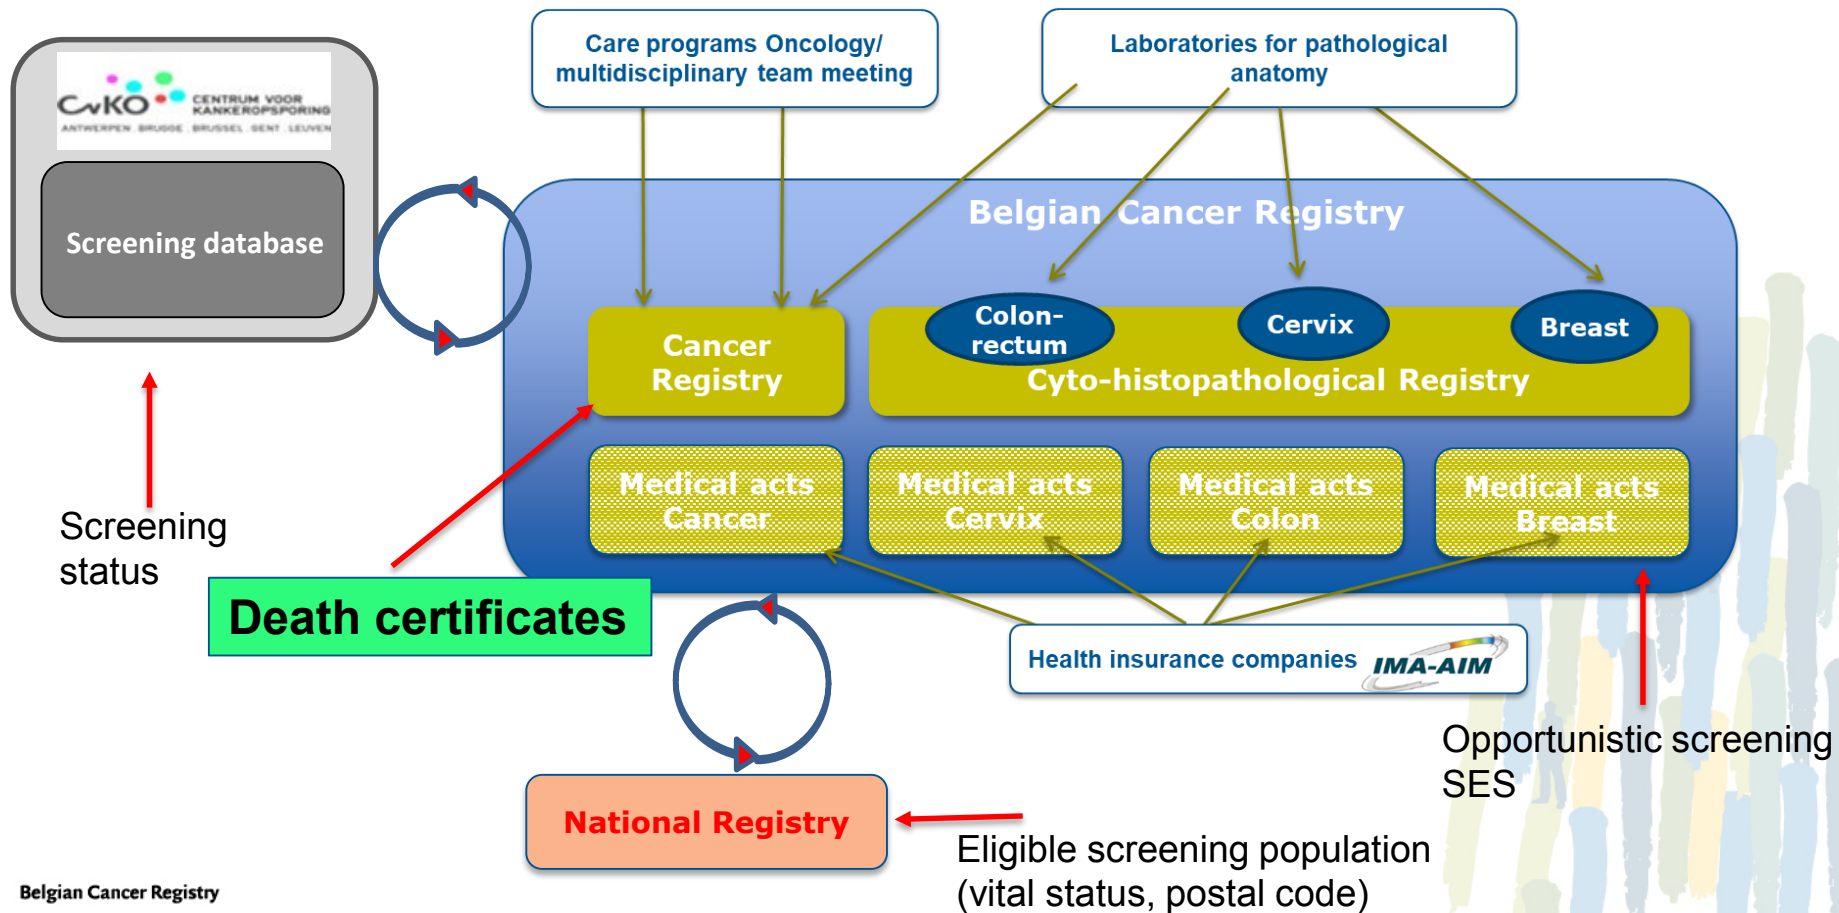 Care programs Oncology/
multidisciplinary team meeting
Laboratories for pathological
anatomy
CvKO CENTRUM VOOR
KANKEROPSPORING
ANTWERPEN . BRUGGE . BRUSSEL . GENT . LEUVEN
Screening database
Belgian Cancer Registry
Cancer
Registry
Colon-
rectum
Cervix
Breast
Cyto-histopathological Registry
Medical acts
Cancer
Medical acts
Cervix
Medical acts
Colon
Medical acts
Breast
Screening
status
Death certificates
Health insurance companies IMA-AIM
Opportunistic screening
SES
National Registry
Eligible screening population
(vital status, postal code)
Belgian Cancer Registry